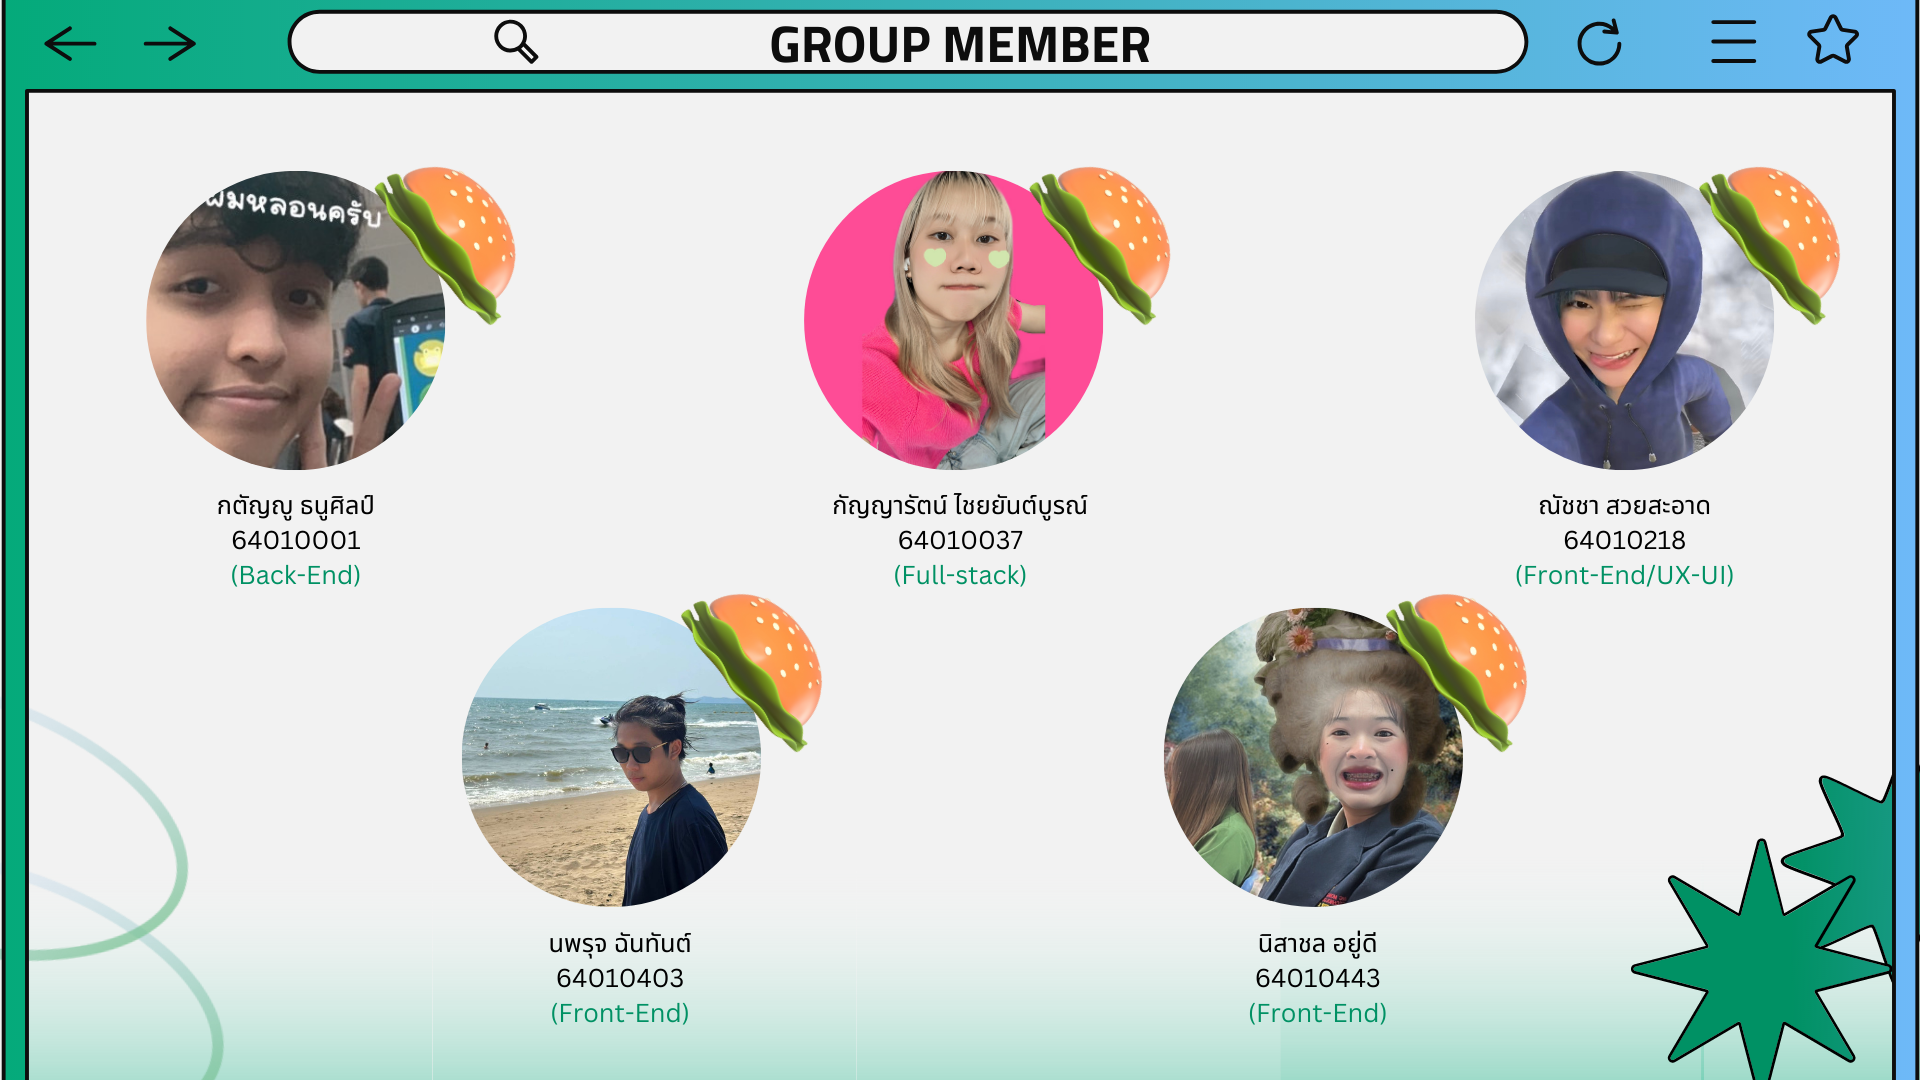 GROUP MEMBER
ผมหลอนครับ
กตัญญู ธนูศิลป์
64010001
(Back-End)
กัญญารัตน์ ไชยยันต์บูรณ์
64010037
(Full-stack)
ณัชชา สวยสะอาด
64010218
(Front-End/UX-UI)
นพรุจ ฉันทันต์
64010403
(Front-End)
นิสาชล อยู่ดี
64010443
(Front-End)